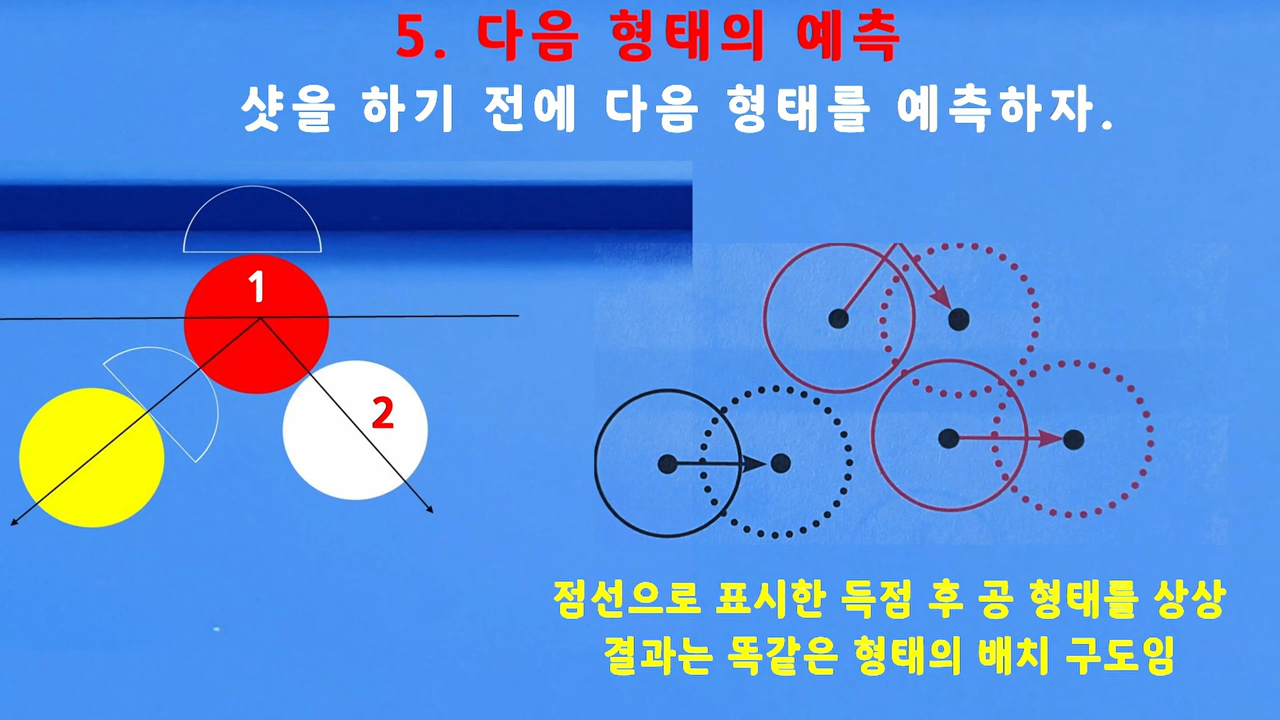 5. 다음 형태의 예측
샷을 하기 전에 다음 형태를 예측하자.
1
2
점선으로 표시한 득점 후 공 형태를 상상
결과는 똑같은 형태의 배치 구도임